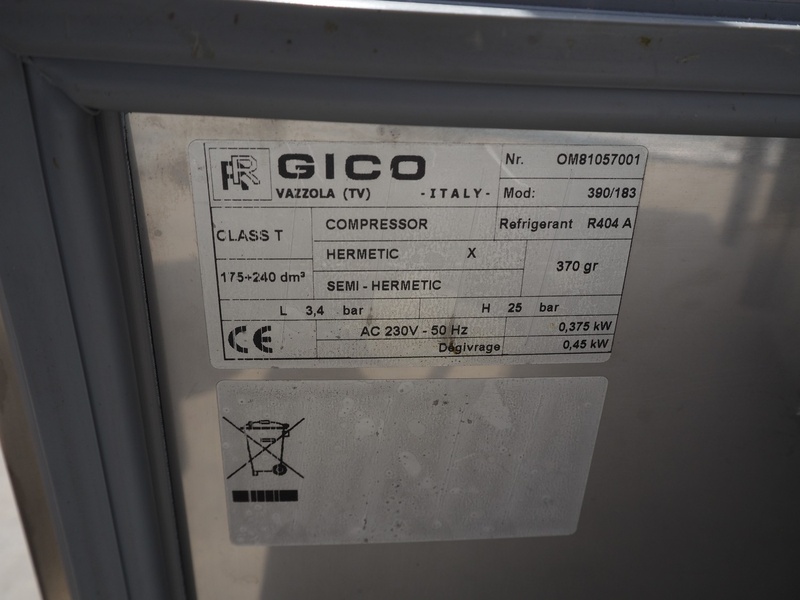 RR GICO
VAZZOLA (TV) - ITALY -
Nr. OM81057001
Mod: 390/183
CLASS T
COMPRESSOR
Refrigerant R404 A
HERMETIC X
370 gr
175÷240 dm³
SEMI - HERMETIC
L 3,4 bar H 25 bar
CE
AC 230V - 50 Hz 0,375 kW
Dégivrage 0,45 kW